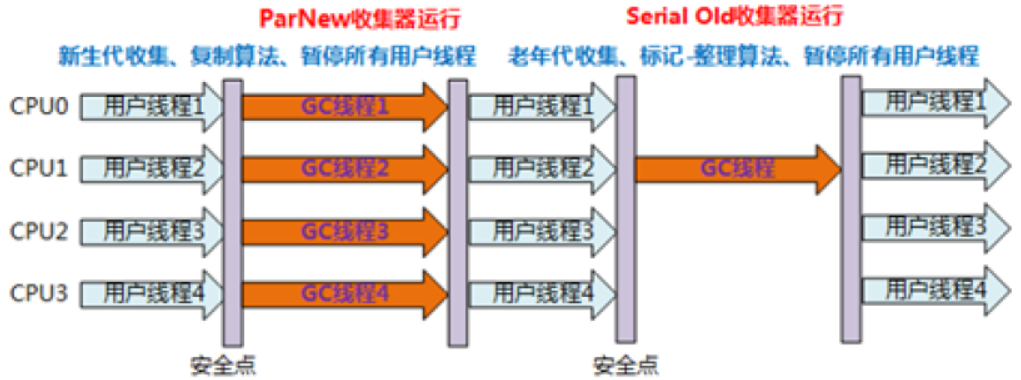 ParNew收集器运行
Serial Old收集器运行
新生代收集、复制算法、暂停所有用户线程
老年代收集、标记-整理算法、暂停所有用户线程
CPU0 用户线程1 GC线程1 用户线程1 用户线程1
CPU1 用户线程2 GC线程2 用户线程2 GC线程 用户线程2
CPU2 用户线程3 GC线程3 用户线程3 用户线程3
CPU3 用户线程4 GC线程4 用户线程4 用户线程4
安全点 安全点